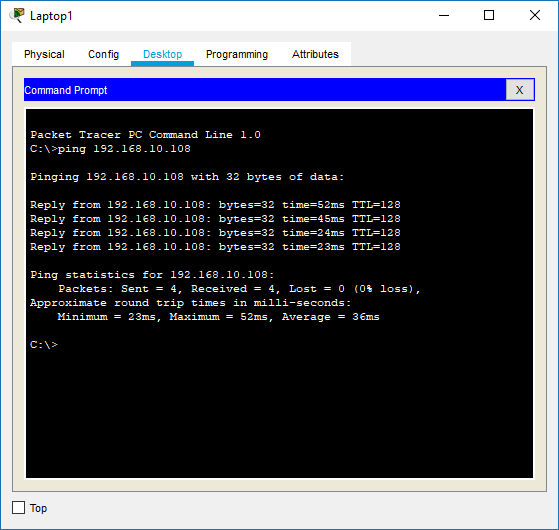 Laptop1
Physical Config Desktop Programming Attributes
Command Prompt X
Packet Tracer PC Command Line 1.0
C:\>ping 192.168.10.108
Pinging 192.168.10.108 with 32 bytes of data:
Reply from 192.168.10.108: bytes=32 time=52ms TTL=128
Reply from 192.168.10.108: bytes=32 time=45ms TTL=128
Reply from 192.168.10.108: bytes=32 time=24ms TTL=128
Reply from 192.168.10.108: bytes=32 time=23ms TTL=128
Ping statistics for 192.168.10.108:
Packets: Sent = 4, Received = 4, Lost = 0 (0% loss),
Approximate round trip times in milli-seconds:
Minimum = 23ms, Maximum = 52ms, Average = 36ms
C:\>
Top